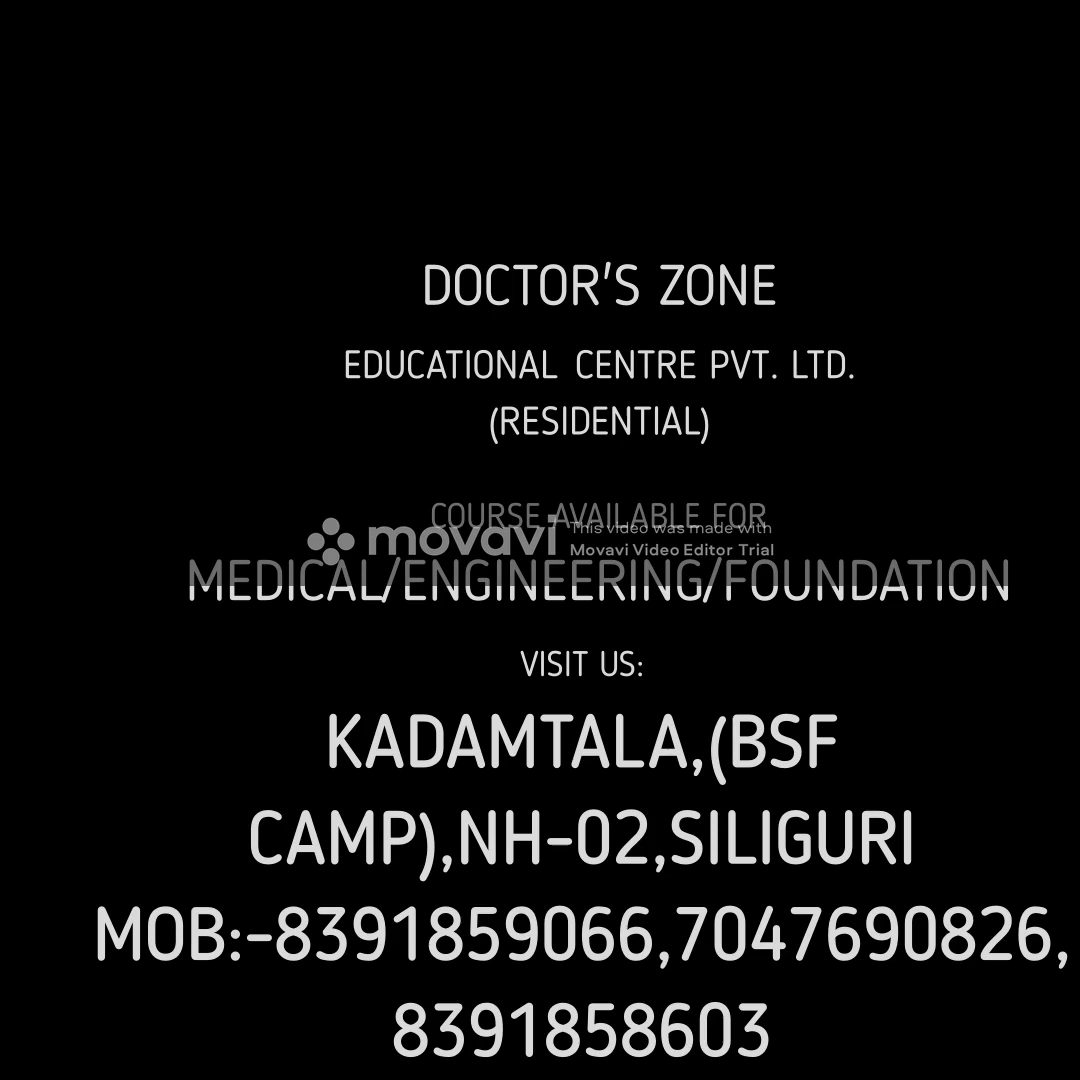 DOCTOR'S ZONE
EDUCATIONAL CENTRE PVT. LTD.
(RESIDENTIAL)
COURSE AVAILABLE FOR
movavi
This video was made with
Movavi Video Editor Trial
MEDICAL/ENGINEERING/FOUNDATION
VISIT US:
KADAMTALA,(BSF
CAMP),NH-02,SILIGURI
MOB:-8391859066,7047690826,
8391858603